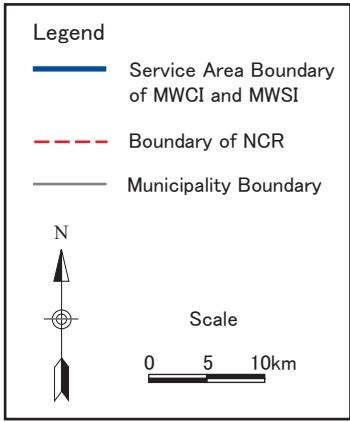 Legend
Service Area Boundary
of MWCI and MWSI
Boundary of NCR
Municipality Boundary
N
Scale
0 5 10km